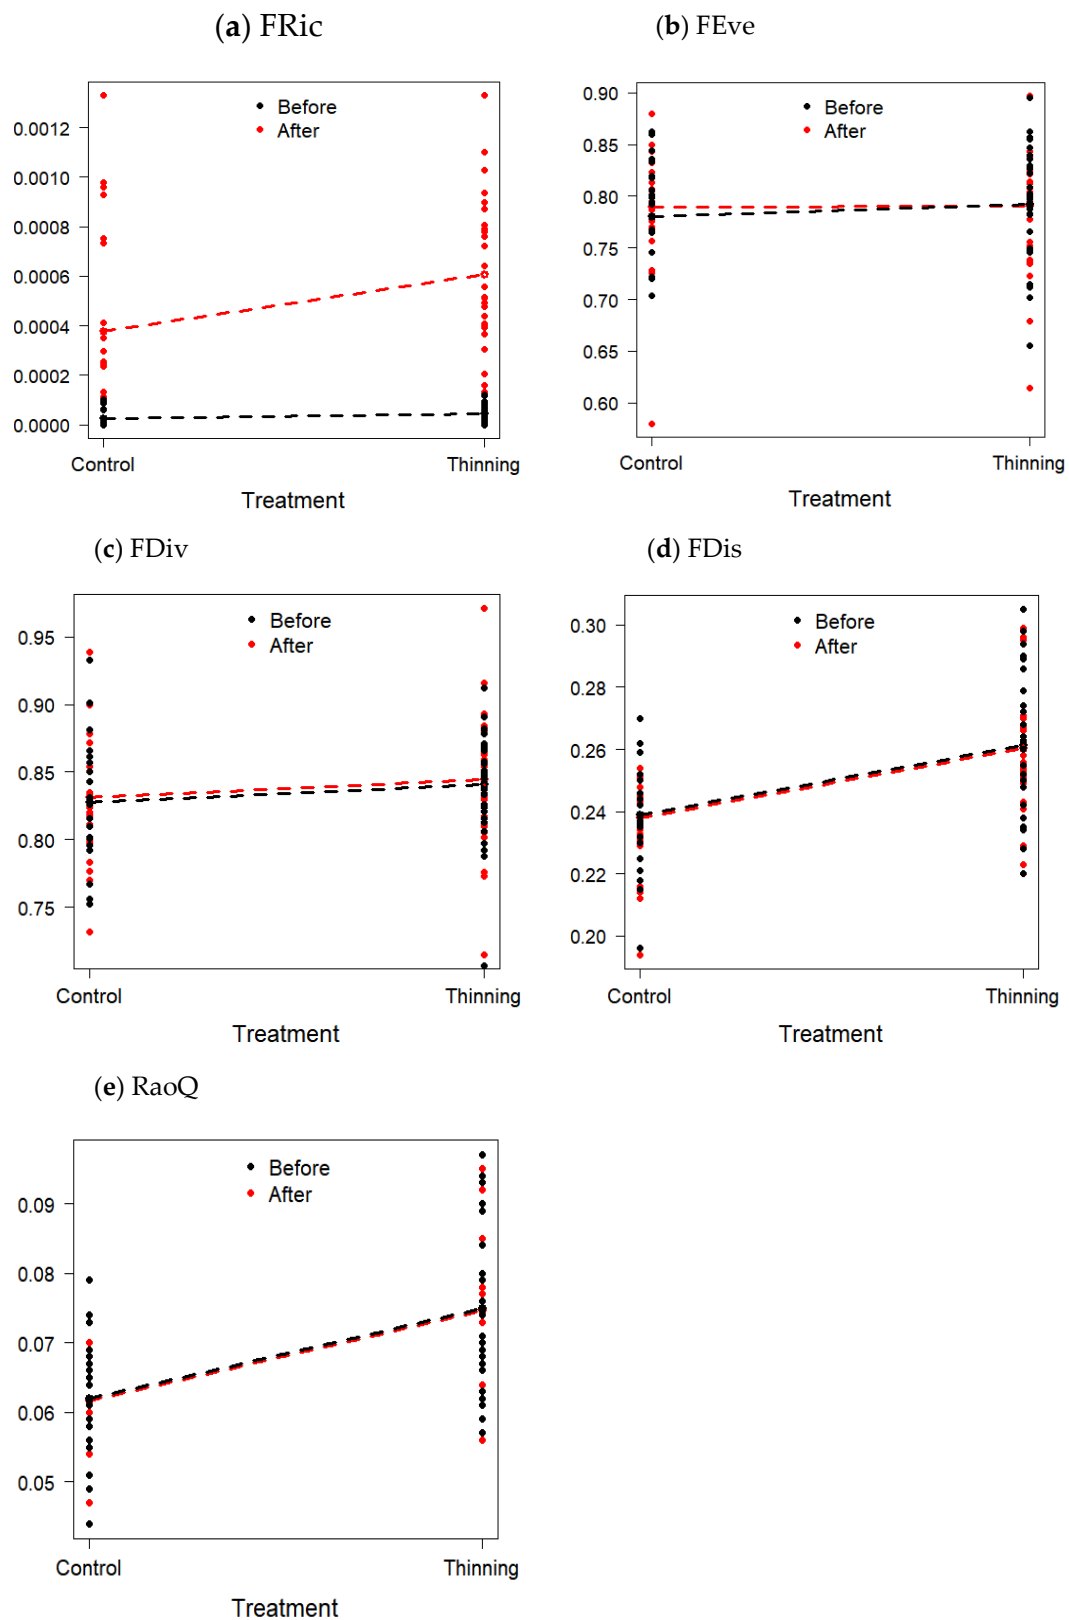 (a) FRic
(b) FEve
Before
After
0.0012
0.0010
0.0008
0.0006
0.0004
0.0002
0.0000
Control
Thinning
Treatment
Before
After
0.90
0.85
0.80
0.75
0.70
0.65
0.60
Control
Thinning
Treatment
(c) FDiv
(d) FDis
Before
After
0.95
0.90
0.85
0.80
0.75
Control
Thinning
Treatment
Before
After
0.30
0.28
0.26
0.24
0.22
0.20
Control
Thinning
Treatment
(e) RaoQ
Before
After
0.09
0.08
0.07
0.06
0.05
Control
Thinning
Treatment